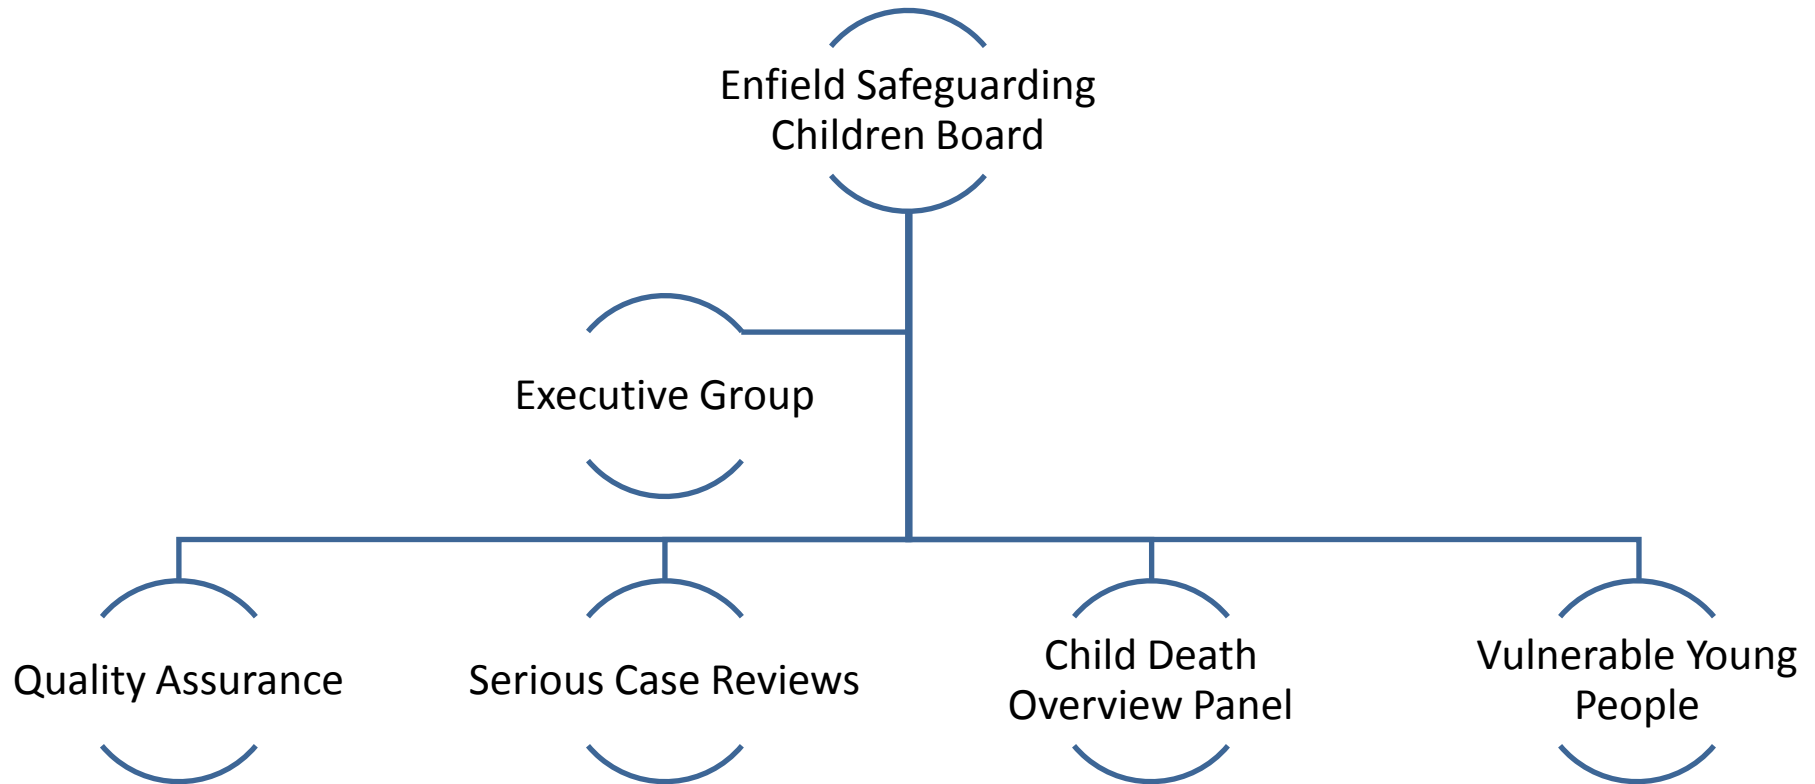 Enfield Safeguarding
Children Board
Executive Group
Quality Assurance
Serious Case Reviews
Child Death
Overview Panel
Vulnerable Young
People